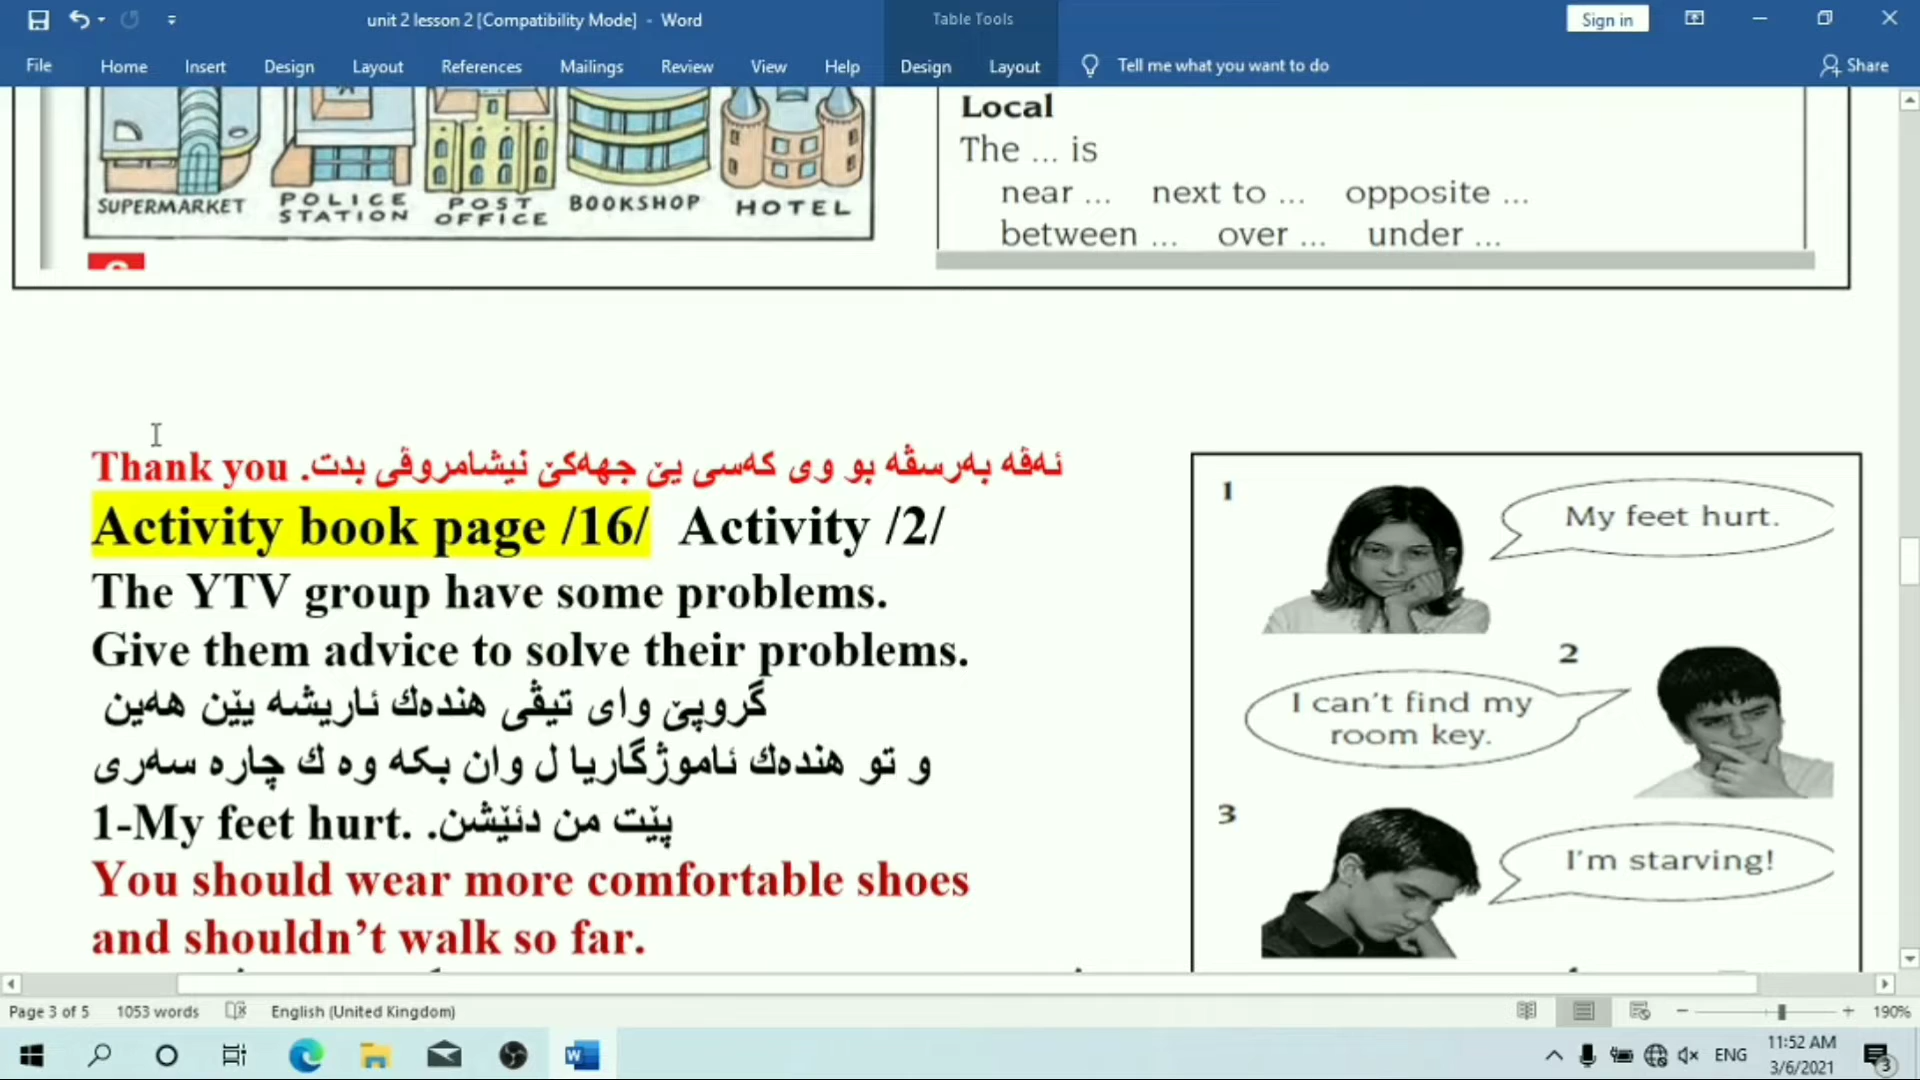 unit 2 lesson 2 [Compatibility Mode] - Word
Table Tools
Sign in
File Home Insert Design Layout References Mailings Review View Help Design Layout Tell me what you want to do Share
SUPERMARKET
POLICE STATION
POST OFFICE
BOOKSHOP
HOTEL
Local
The ... is
near ... next to ... opposite ...
between ... over ... under ...
Thank you .ئەڤە بەرسڤە بو وی کەسی یێ جهەکێ نیشامروڤی بدت
Activity book page /16/ Activity /2/
The YTV group have some problems.
Give them advice to solve their problems.
گروپێ وای تیڤی هندەك ئاریشە یێن هەین
و تو هندەك ئاموژگاریا ل وان بکە وە ك چارە سەری
1-My feet hurt. .پێت من دئێشن
You should wear more comfortable shoes
and shouldn't walk so far.
1
My feet hurt.
2
I can't find my
room key.
3
I'm starving!
Page 3 of 5 1053 words English (United Kingdom) 190%
ENG
11:52 AM
3/6/2021
3